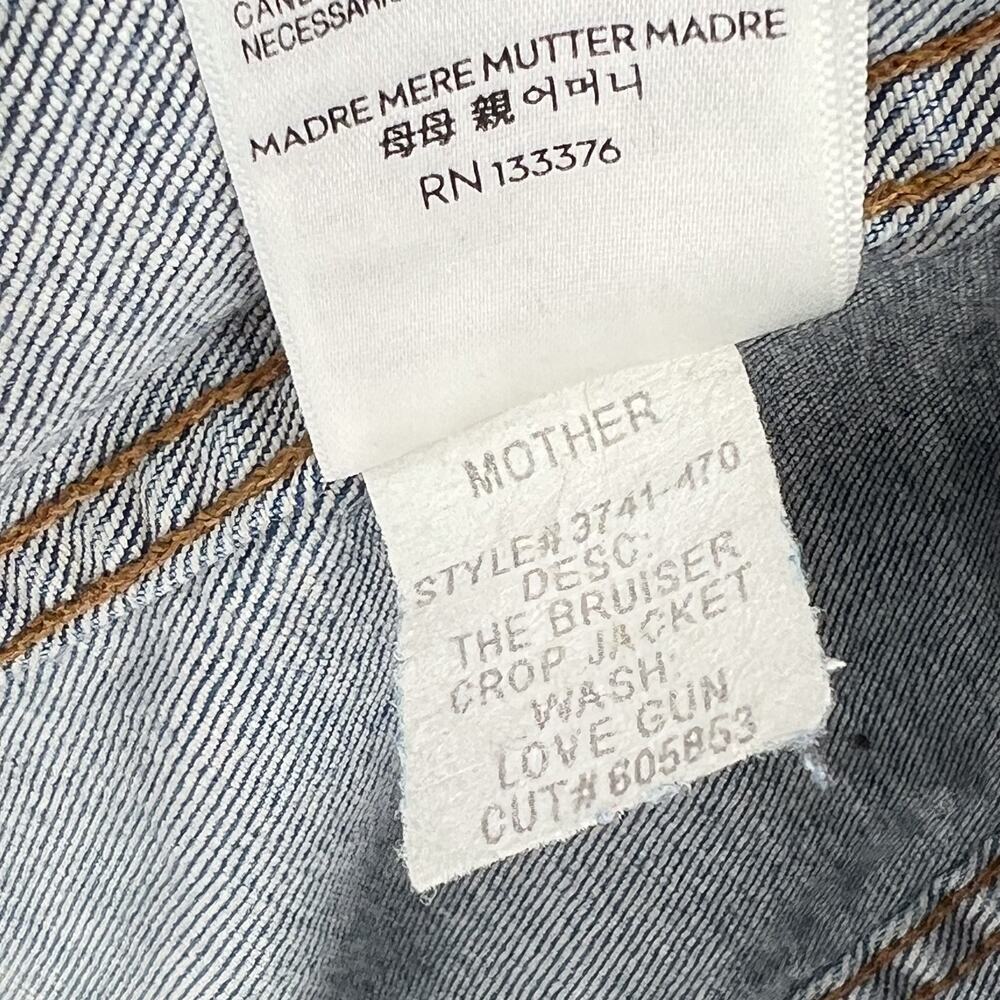 NECESSARI
MADRE MERE MUTTER MADRE
母母 親 어머니
RN 133376
MOTHER
STYLE# 3741-470
DESC:
THE BRUISER
CROP JACKET
WASH:
LOVE GUN
CUT# 605853